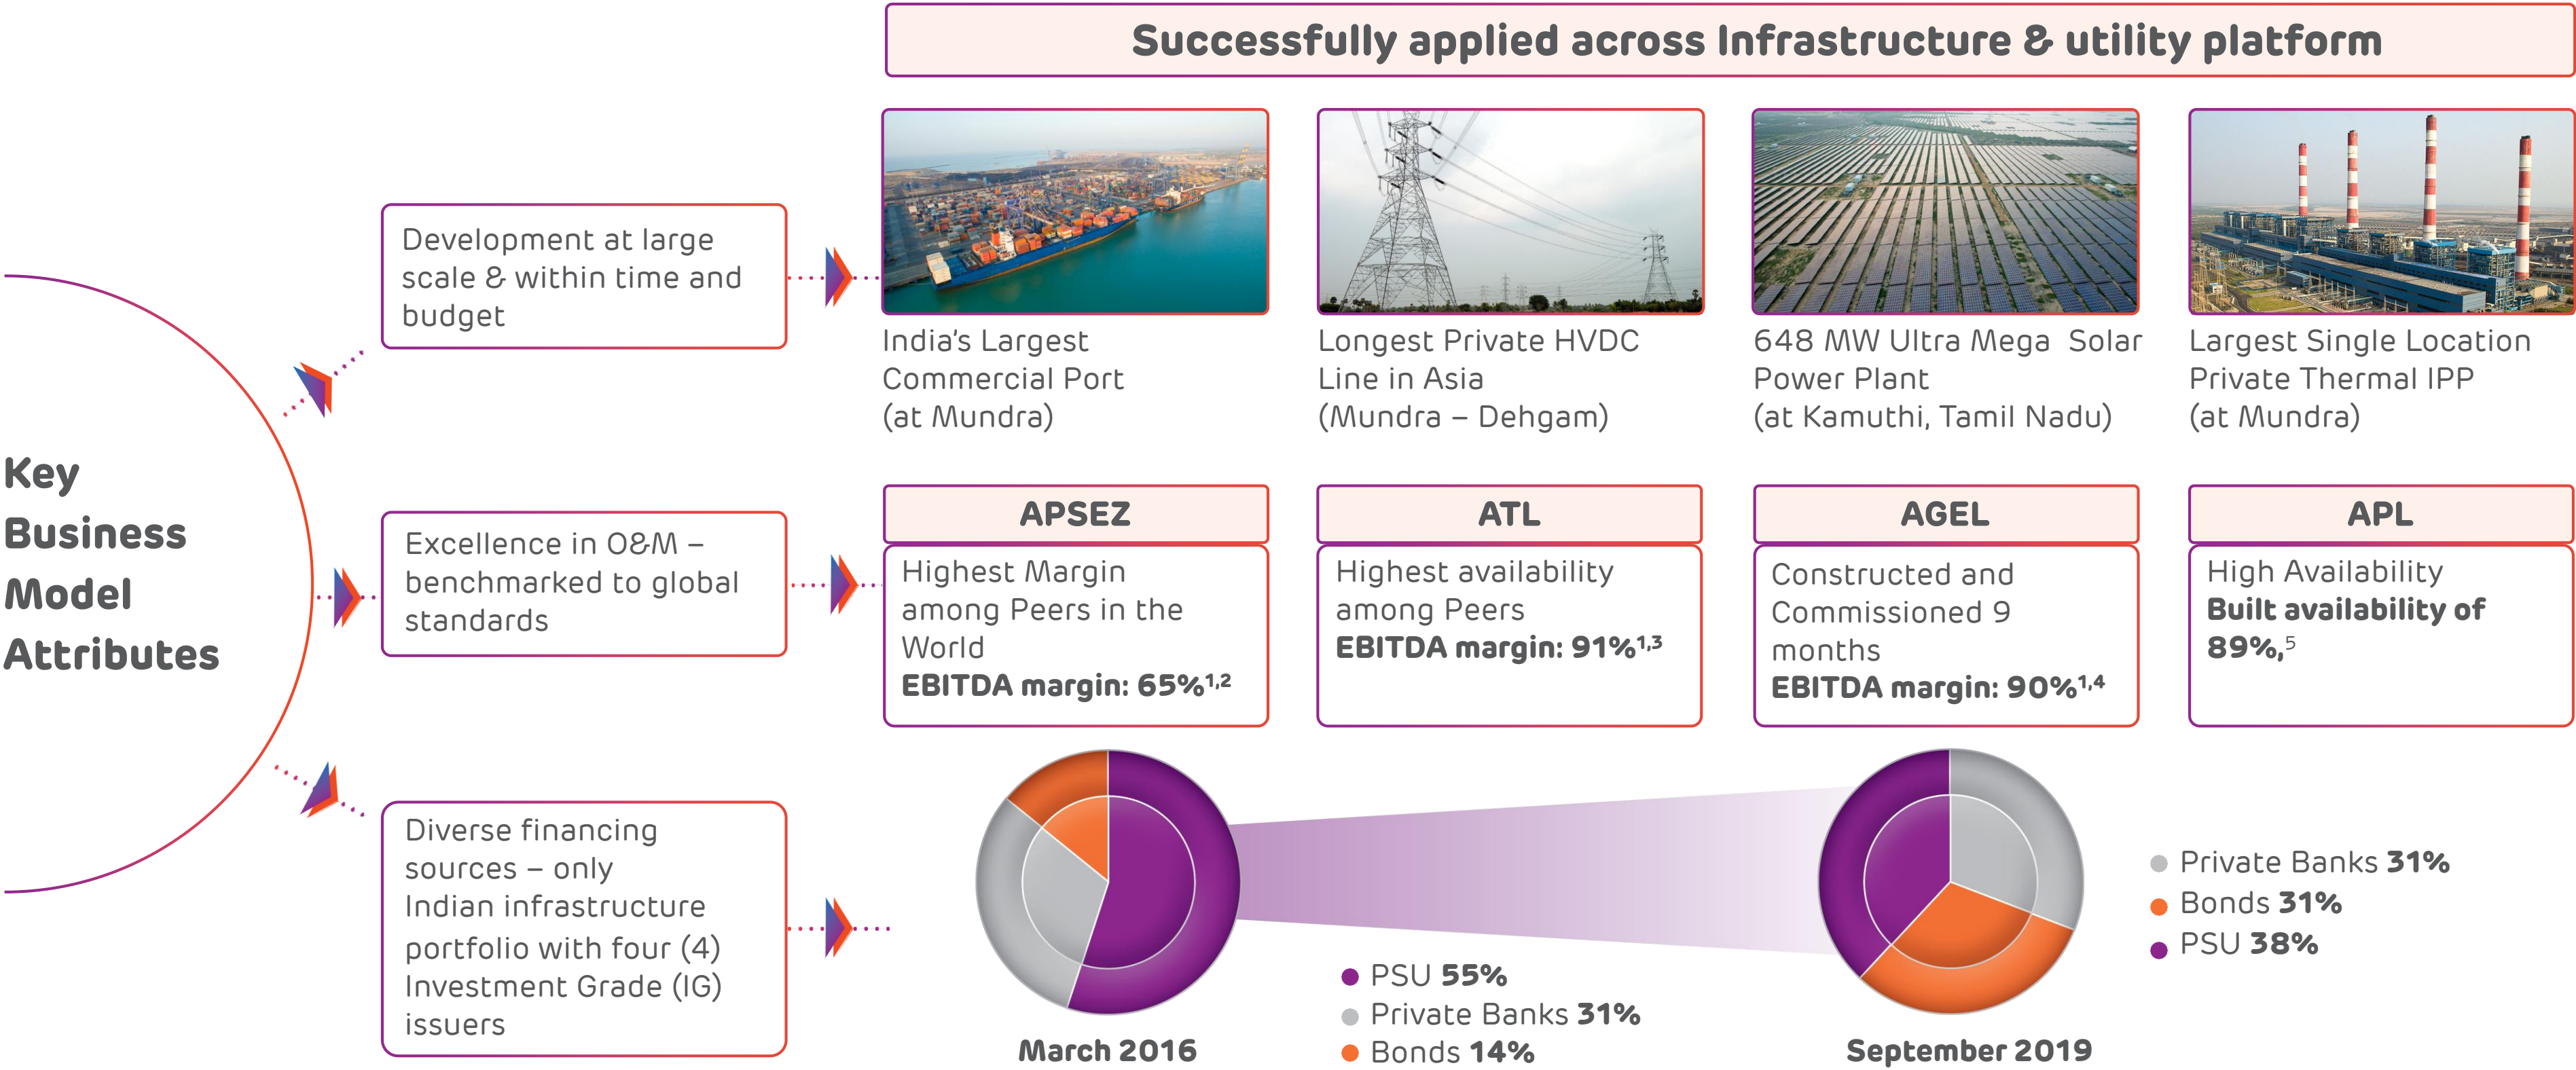 Successfully applied across Infrastructure & utility platform
Key
Business
Model
Attributes
Development at large
scale & within time and
budget
India’s Largest
Commercial Port
(at Mundra)
Longest Private HVDC
Line in Asia
(Mundra – Dehgam)
648 MW Ultra Mega Solar
Power Plant
(at Kamuthi, Tamil Nadu)
Largest Single Location
Private Thermal IPP
(at Mundra)
Excellence in O&M –
benchmarked to global
standards
APSEZ
Highest Margin
among Peers in the
World
EBITDA margin: 65%¹,²
ATL
Highest availability
among Peers
EBITDA margin: 91%¹,³
AGEL
Constructed and
Commissioned 9
months
EBITDA margin: 90%¹,⁴
APL
High Availability
Built availability of
89%,⁵
Diverse financing
sources – only
Indian infrastructure
portfolio with four (4)
Investment Grade (IG)
issuers
PSU 55%
Private Banks 31%
Bonds 14%
March 2016
Private Banks 31%
Bonds 31%
PSU 38%
September 2019